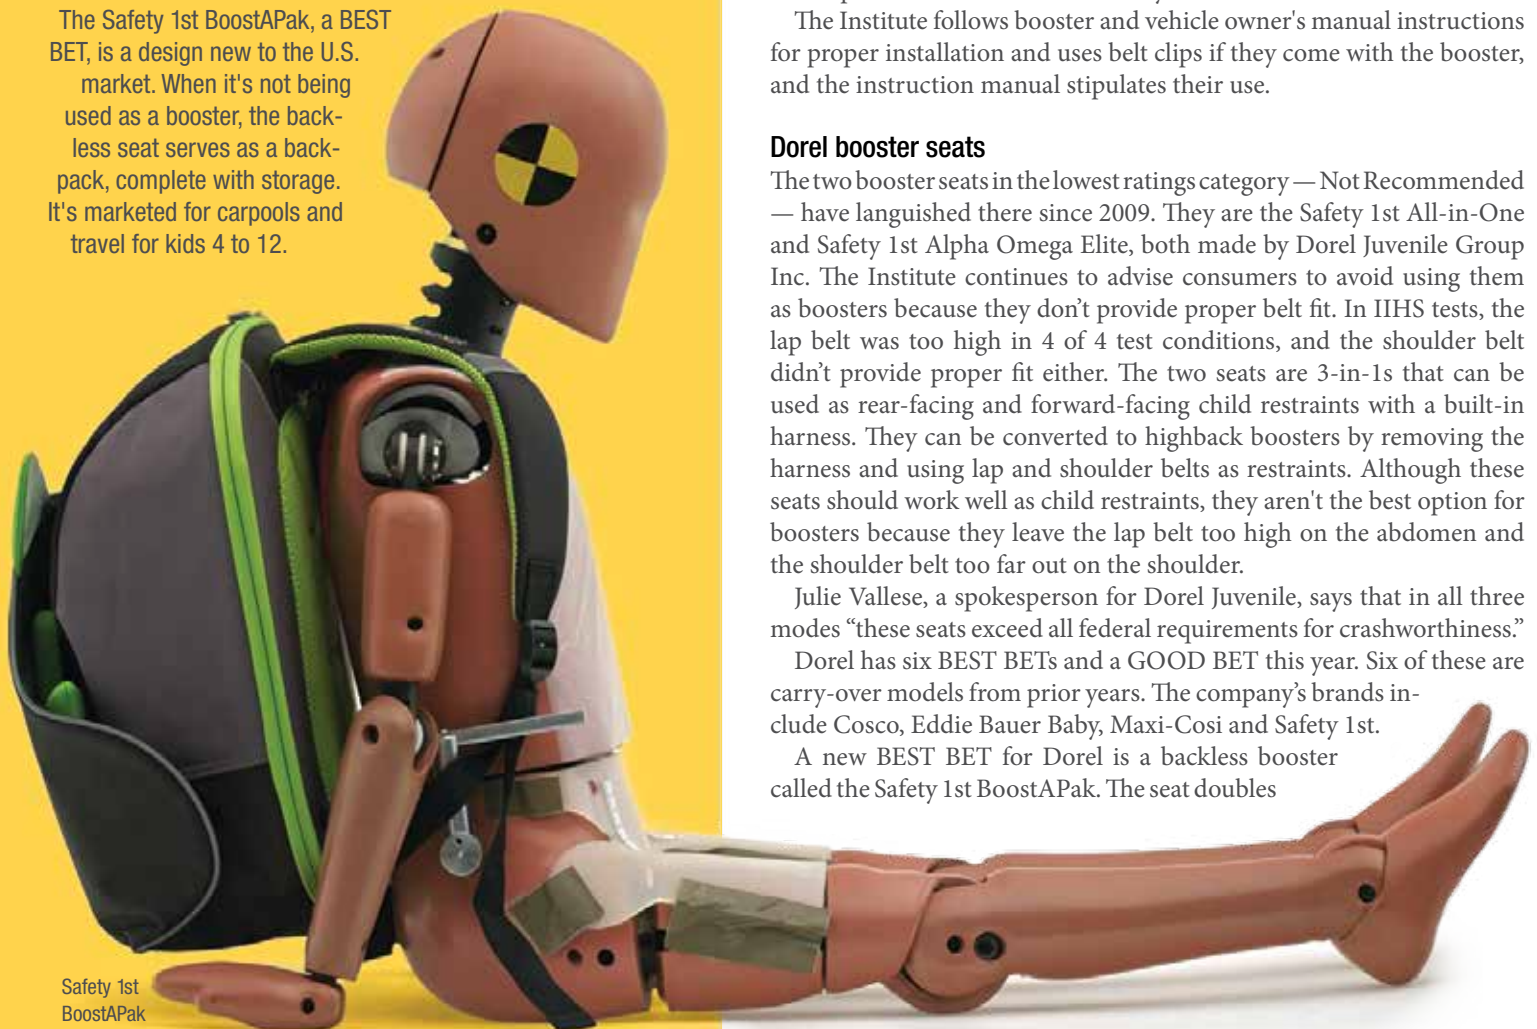 The Safety 1st BoostAPak, a BEST
BET, is a design new to the U.S.
market. When it's not being
used as a booster, the back-
less seat serves as a back-
pack, complete with storage.
It's marketed for carpools and
travel for kids 4 to 12.
Safety 1st
BoostAPak
The Institute follows booster and vehicle owner's manual instructions
for proper installation and uses belt clips if they come with the booster,
and the instruction manual stipulates their use.
Dorel booster seats
The two booster seats in the lowest ratings category — Not Recommended
— have languished there since 2009. They are the Safety 1st All-in-One
and Safety 1st Alpha Omega Elite, both made by Dorel Juvenile Group
Inc. The Institute continues to advise consumers to avoid using them
as boosters because they don’t provide proper belt fit. In IIHS tests, the
lap belt was too high in 4 of 4 test conditions, and the shoulder belt
didn’t provide proper fit either. The two seats are 3-in-1s that can be
used as rear-facing and forward-facing child restraints with a built-in
harness. They can be converted to highback boosters by removing the
harness and using lap and shoulder belts as restraints. Although these
seats should work well as child restraints, they aren't the best option for
boosters because they leave the lap belt too high on the abdomen and
the shoulder belt too far out on the shoulder.
Julie Vallese, a spokesperson for Dorel Juvenile, says that in all three
modes “these seats exceed all federal requirements for crashworthiness.”
Dorel has six BEST BETs and a GOOD BET this year. Six of these are
carry-over models from prior years. The company’s brands in-
clude Cosco, Eddie Bauer Baby, Maxi-Cosi and Safety 1st.
A new BEST BET for Dorel is a backless booster
called the Safety 1st BoostAPak. The seat doubles